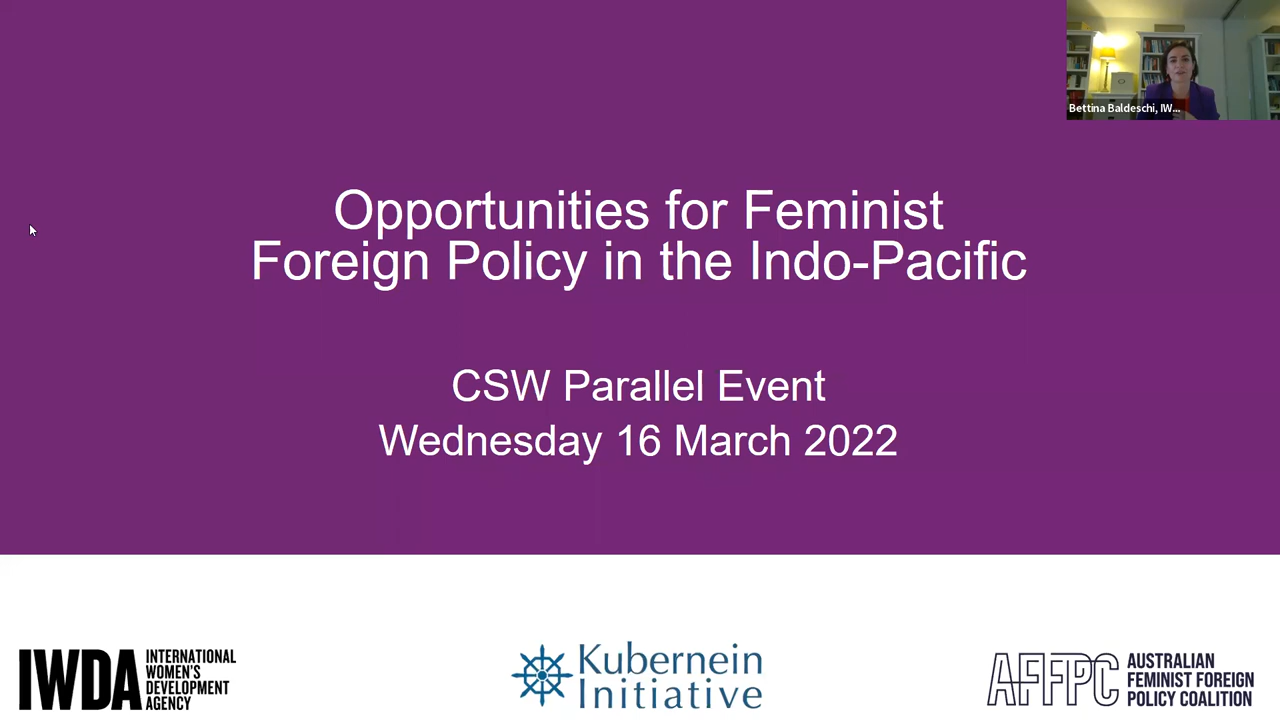 Bettina Baldeschi, IW...
Opportunities for Feminist
Foreign Policy in the Indo-Pacific
CSW Parallel Event
Wednesday 16 March 2022
IWDA
INTERNATIONAL
WOMEN'S
DEVELOPMENT
AGENCY
Kubernein
Initiative
AFFPC
AUSTRALIAN
FEMINIST FOREIGN
POLICY COALITION